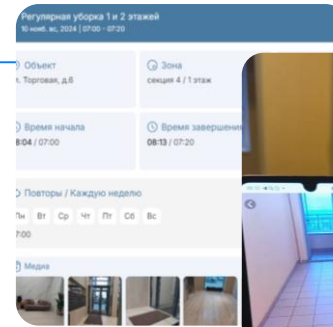 Регулярная уборка 1 и 2 этажей
10 нояб. вс, 2024 | 07:00 - 07:20
Объект
Зона
Торговая, д.6
секция 4 / 1 этаж
Время начала
Время завершения
8:04 / 07:00
08:13 / 07:20
Повторы / Каждую неделю
Пн Вт Ср Чт Пт Сб Вс
7:00
Медиа